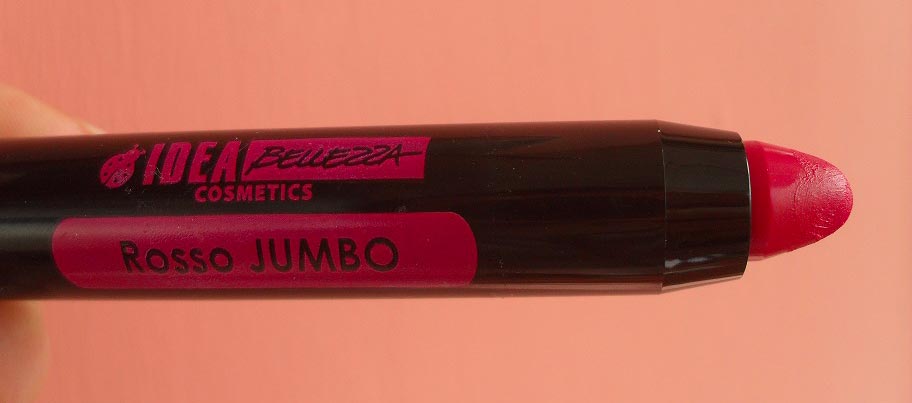 IDEA BELLEZZA
COSMETICS
Rosso JUMBO